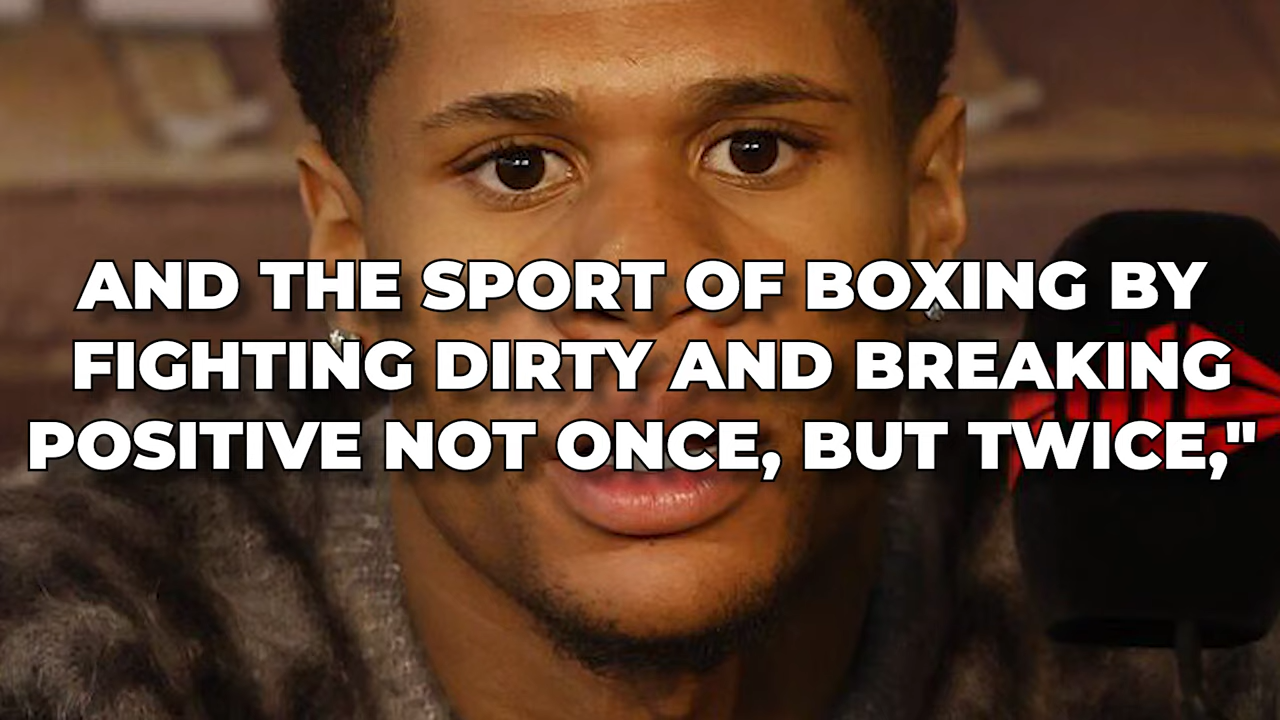 AND THE SPORT OF BOXING BY
FIGHTING DIRTY AND BREAKING
POSITIVE NOT ONCE, BUT TWICE,"